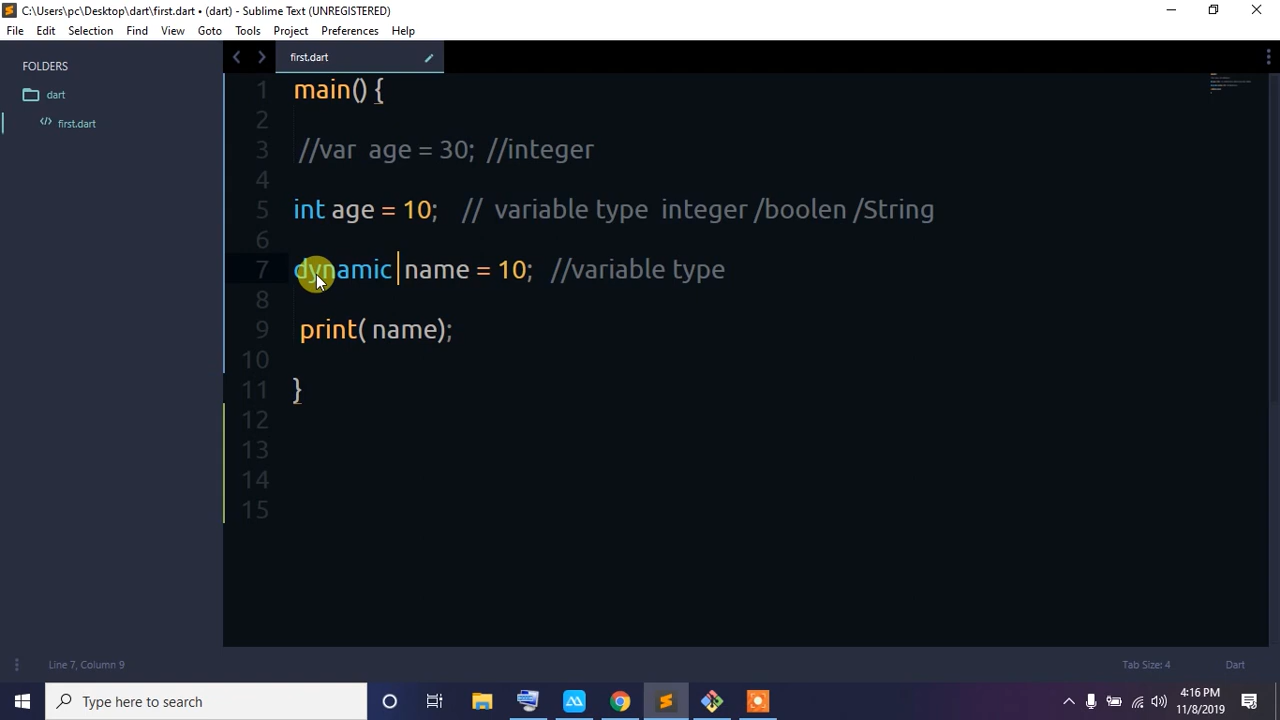 C:\Users\pc\Desktop\dart\first.dart • (dart) - Sublime Text (UNREGISTERED)
File Edit Selection Find View Goto Tools Project Preferences Help
FOLDERS
dart
first.dart
first.dart
1 main() {
2
3 //var age = 30; //integer
4
5 int age = 10; // variable type integer /boolen /String
6
7 dynamic name = 10; //variable type
8
9 print( name);
10
11 }
12
13
14
15
Line 7, Column 9 Tab Size: 4 Dart
Type here to search
4:16 PM
11/8/2019